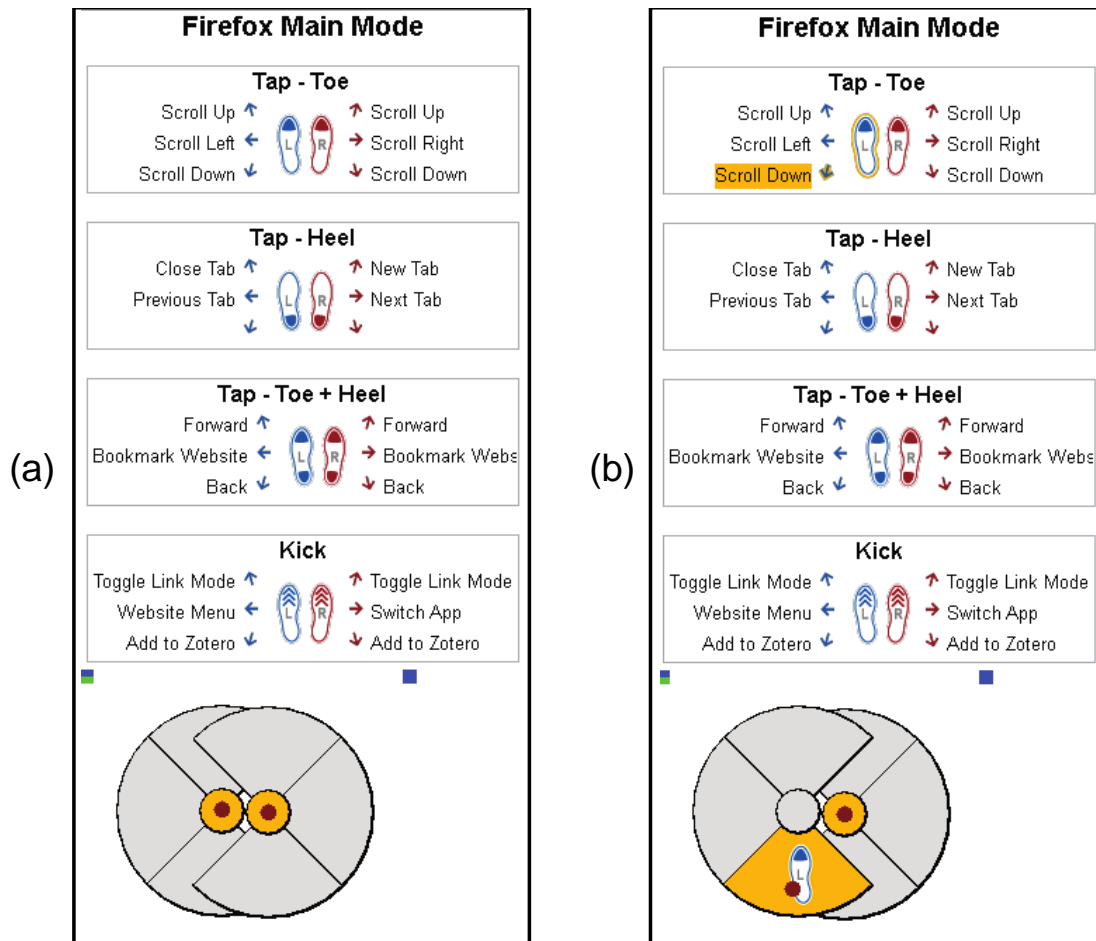 Firefox Main Mode
Tap - Toe
Scroll Up L R Scroll Up
Scroll Left Scroll Right
Scroll Down Scroll Down
Tap - Heel
Close Tab L R New Tab
Previous Tab Next Tab
Tap - Toe + Heel
Forward L R Forward
Bookmark Website Bookmark Webs
Back Back
Kick
Toggle Link Mode L R Toggle Link Mode
Website Menu Switch App
Add to Zotero Add to Zotero
(a)
Firefox Main Mode
Tap - Toe
Scroll Up L R Scroll Up
Scroll Left Scroll Right
Scroll Down Scroll Down
Tap - Heel
Close Tab L R New Tab
Previous Tab Next Tab
Tap - Toe + Heel
Forward L R Forward
Bookmark Website Bookmark Webs
Back Back
Kick
Toggle Link Mode L R Toggle Link Mode
Website Menu Switch App
Add to Zotero Add to Zotero
L
(b)